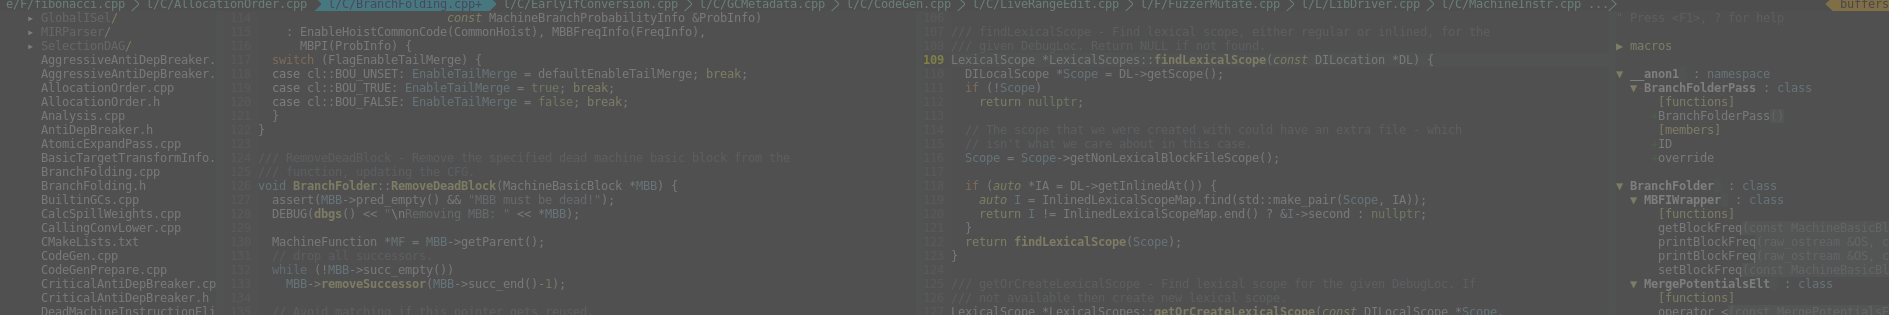 e/F/fibonacci.cpp l/C/AllocationOrder.cpp l/C/BranchFolding.cpp+ l/C/EarlyIfConversion.cpp l/C/GCMetadata.cpp l/C/CodeGen.cpp l/C/LiveRangeEdit.cpp l/F/FuzzerMutate.cpp l/L/LibDriver.cpp l/C/MachineInstr.cpp ... buffers
▸ GlobalISel/
▸ MIRParser/
▸ SelectionDAG/
AggressiveAntiDepBreaker.
AggressiveAntiDepBreaker.
AllocationOrder.cpp
AllocationOrder.h
Analysis.cpp
AntiDepBreaker.h
AtomicExpandPass.cpp
BasicTargetTransformInfo.
BranchFolding.cpp
BranchFolding.h
BuiltinGCs.cpp
CalcSpillWeights.cpp
CallingConvLower.cpp
CMakeLists.txt
CodeGen.cpp
CodeGenPrepare.cpp
CriticalAntiDepBreaker.cp
CriticalAntiDepBreaker.h
DeadMachineInstructionEli
114 const MachineBranchProbabilityInfo &ProbInfo)
115 : EnableHoistCommonCode(CommonHoist), MBBFreqInfo(FreqInfo),
116 MBPI(ProbInfo) {
117 switch (FlagEnableTailMerge) {
118 case cl::BOU_UNSET: EnableTailMerge = defaultEnableTailMerge; break;
119 case cl::BOU_TRUE: EnableTailMerge = true; break;
120 case cl::BOU_FALSE: EnableTailMerge = false; break;
121 }
122 }
123
124 /// RemoveDeadBlock - Remove the specified dead machine basic block from the
125 /// function, updating the CFG.
126 void BranchFolder::RemoveDeadBlock(MachineBasicBlock *MBB) {
127 assert(MBB->pred_empty() && "MBB must be dead!");
128 DEBUG(dbgs() << "\nRemoving MBB: " << *MBB);
129
130 MachineFunction *MF = MBB->getParent();
131 // drop all successors.
132 while (!MBB->succ_empty())
133 MBB->removeSuccessor(MBB->succ_end()-1);
134
135 // Avoid matching if this pointer gets reused.
106
107 /// findLexicalScope - Find lexical scope, either regular or inlined, for the
108 /// given DebugLoc. Return NULL if not found.
109 LexicalScope *LexicalScopes::findLexicalScope(const DILocation *DL) {
110 DILocalScope *Scope = DL->getScope();
111 if (!Scope)
112 return nullptr;
113
114 // The scope that we were created with could have an extra file - which
115 // isn't what we care about in this case.
116 Scope = Scope->getNonLexicalBlockFileScope();
117
118 if (auto *IA = DL->getInlinedAt()) {
119 auto I = InlinedLexicalScopeMap.find(std::make_pair(Scope, IA));
120 return I != InlinedLexicalScopeMap.end() ? &I->second : nullptr;
121 }
122 return findLexicalScope(Scope);
123 }
124
125 /// getOrCreateLexicalScope - Find lexical scope for the given DebugLoc. If
126 /// not available then create new lexical scope.
127 LexicalScope *LexicalScopes::getOrCreateLexicalScope(const DILocalScope *Scope,
" Press <F1>, ? for help
▶ macros
▼ __anon1 : namespace
▼ BranchFolderPass : class
[functions]
BranchFolderPass()
[members]
ID
override
▼ BranchFolder : class
▼ MBFIWrapper : class
[functions]
getBlockFreq(const MachineBasicBl
printBlockFreq(raw_ostream &OS, c
printBlockFreq(raw_ostream &OS, c
setBlockFreq(const MachineBasicBl
▼ MergePotentialsElt : class
[functions]
operator <(const MergePotentialsE